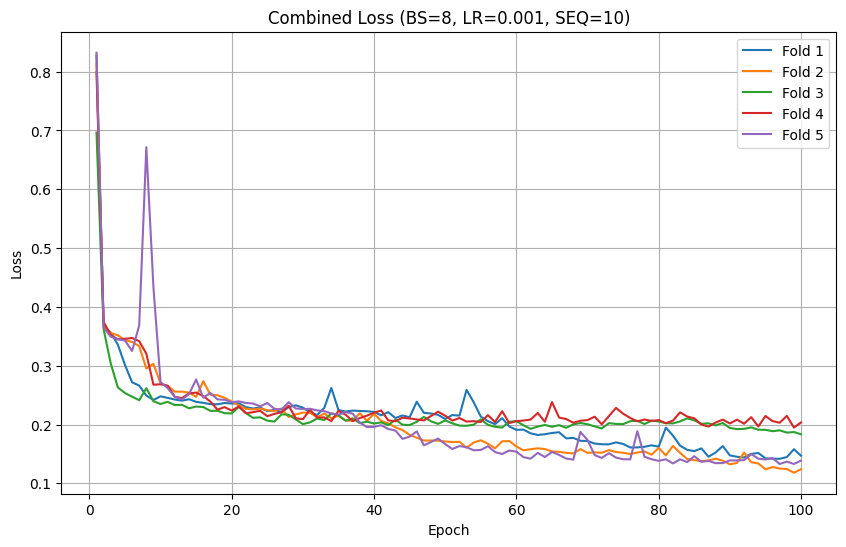 Combined Loss (BS=8, LR=0.001, SEQ=10)
Fold 1
Fold 2
Fold 3
Fold 4
Fold 5
Loss
0.8
0.7
0.6
0.5
0.4
0.3
0.2
0.1
0 20 40 60 80 100
Epoch